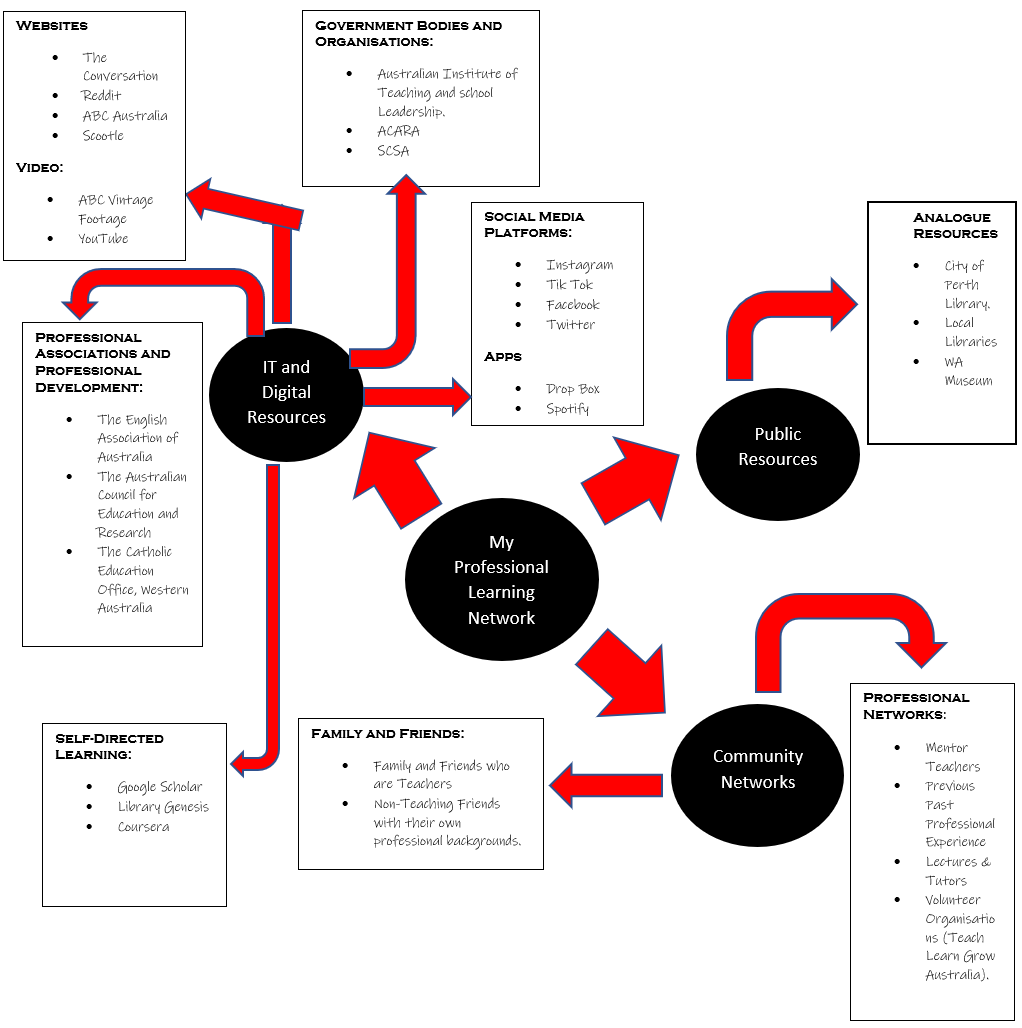 Websites
The
Conversation
Reddit
ABC Australia
Scootle
Video:
ABC Vintage
Footage
YouTube
Government Bodies and
Organisations:
Australian Institute of
Teaching and school
Leadership.
ACARA
SCSA
Social Media
Platforms:
Instagram
Tik Tok
Facebook
Twitter
Apps
Drop Box
Spotify
Analogue
Resources
City of
Perth
Library.
Local
Libraries
WA
Museum
Professional
Associations and
Professional
Development:
The English
Association of
Australia
The Australian
Council for
Education and
Research
The Catholic
Education
Office, Western
Australia
IT and
Digital
Resources
Public
Resources
My
Professional
Learning
Network
Community
Networks
Self-Directed
Learning:
Google Scholar
Library Genesis
Coursera
Family and Friends:
Family and Friends who
are Teachers
Non-Teaching Friends
with their own
professional backgrounds.
Professional
Networks:
Mentor
Teachers
Previous
Past
Professional
Experience
Lectures &
Tutors
Volunteer
Organisatio
ns (Teach
Learn Grow
Australia).